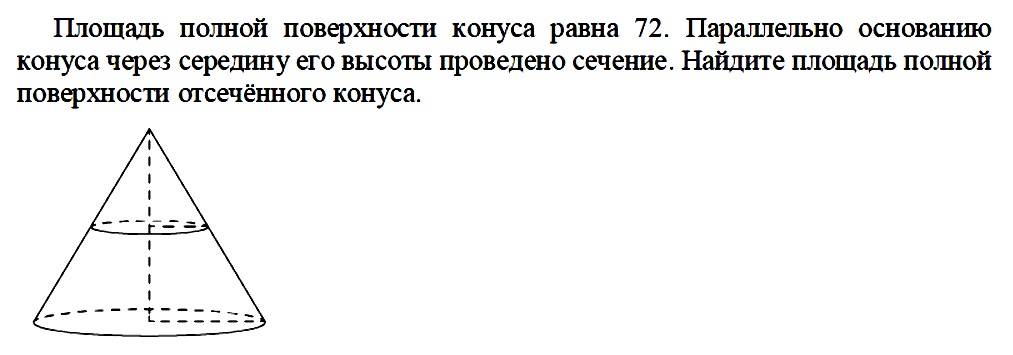 Площадь полной поверхности конуса равна 72. Параллельно основанию
конуса через середину его высоты проведено сечение. Найдите площадь полной
поверхности отсечённого конуса.